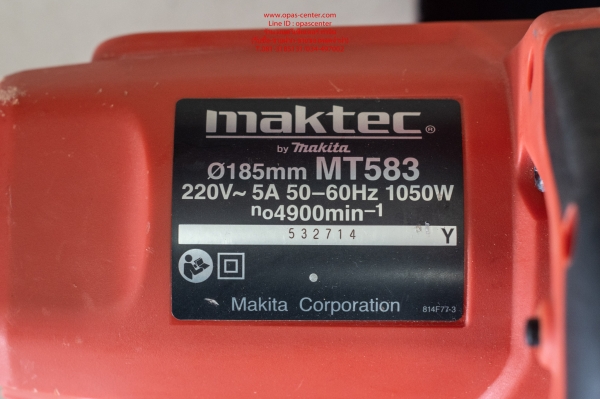 www.opas-center.com
Line ID : opascenter
maktec®
by Makita
Ø185mm MT583
220V~ 5A 50-60Hz 1050W
n₀4900min⁻¹
532714 Y
Makita Corporation
814F77-3